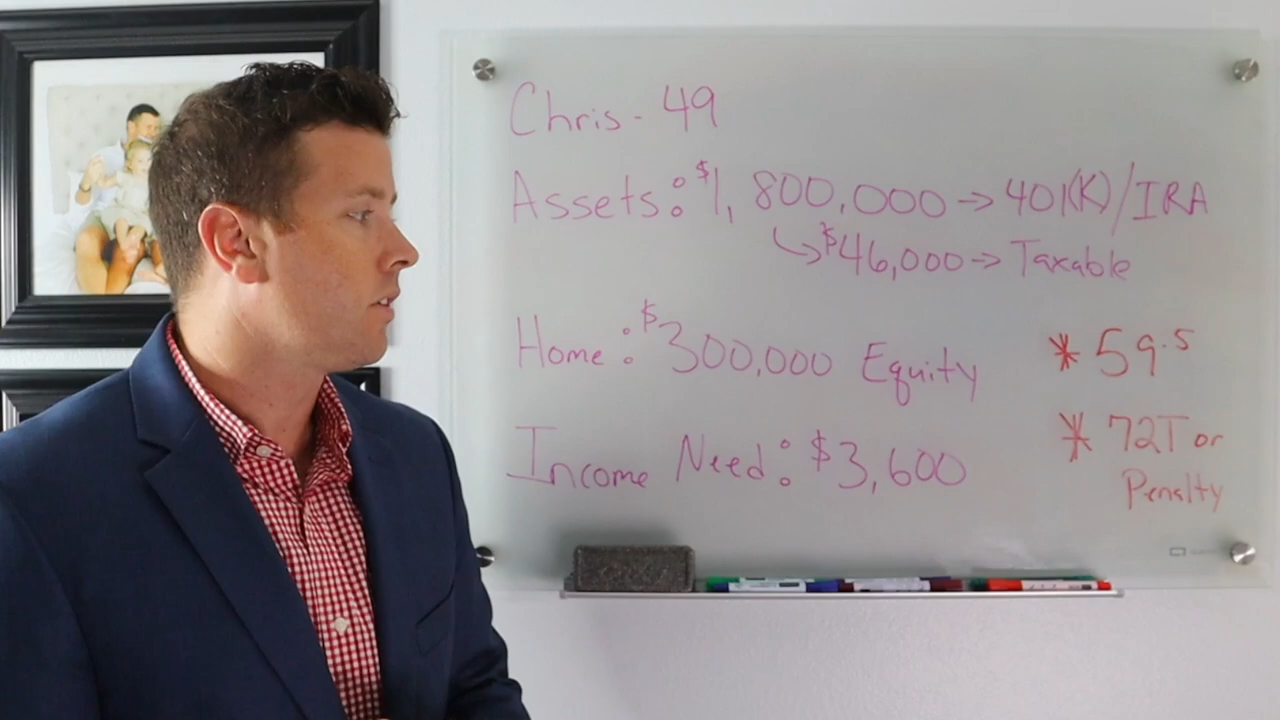 Chris - 49
Assets: $1,800,000 → 401(K)/IRA
↳ $46,000 → Taxable
Home: $300,000 Equity
* 59.5
Income Need: $3,600
* 72T or
Penalty